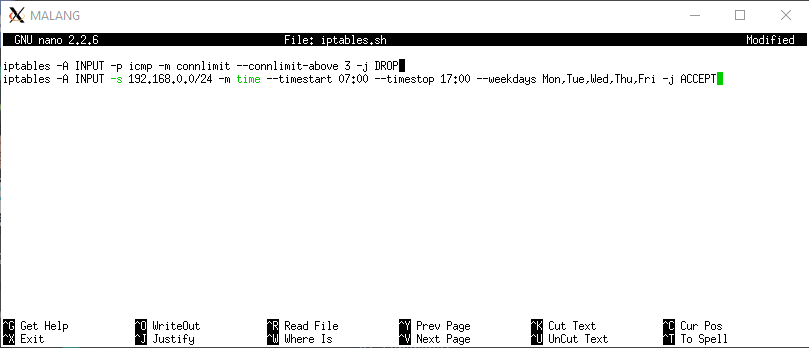 MALANG
GNU nano 2.2.6 File: iptables.sh Modified
iptables -A INPUT -p icmp -m connlimit --connlimit-above 3 -j DROP
iptables -A INPUT -s 192.168.0.0/24 -m time --timestart 07:00 --timestop 17:00 --weekdays Mon,Tue,Wed,Thu,Fri -j ACCEPT
^G Get Help ^O WriteOut ^R Read File ^Y Prev Page ^K Cut Text ^C Cur Pos
^X Exit ^J Justify ^W Where Is ^V Next Page ^U UnCut Text ^T To Spell